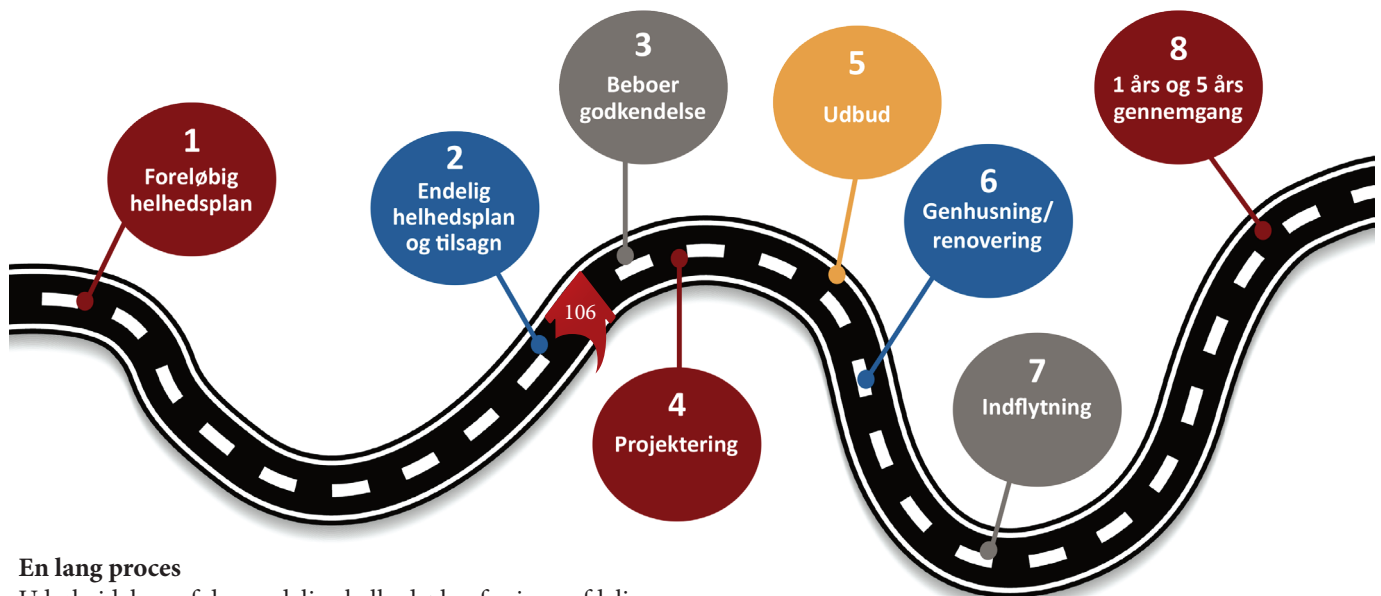 1
Foreløbig
helhedsplan
2
Endelig
helhedsplan
og tilsagn
106
3
Beboer
godkendelse
4
Projektering
5
Udbud
6
Genhusning/
renovering
7
Indflytning
8
1 års og 5 års
gennemgang
En lang proces